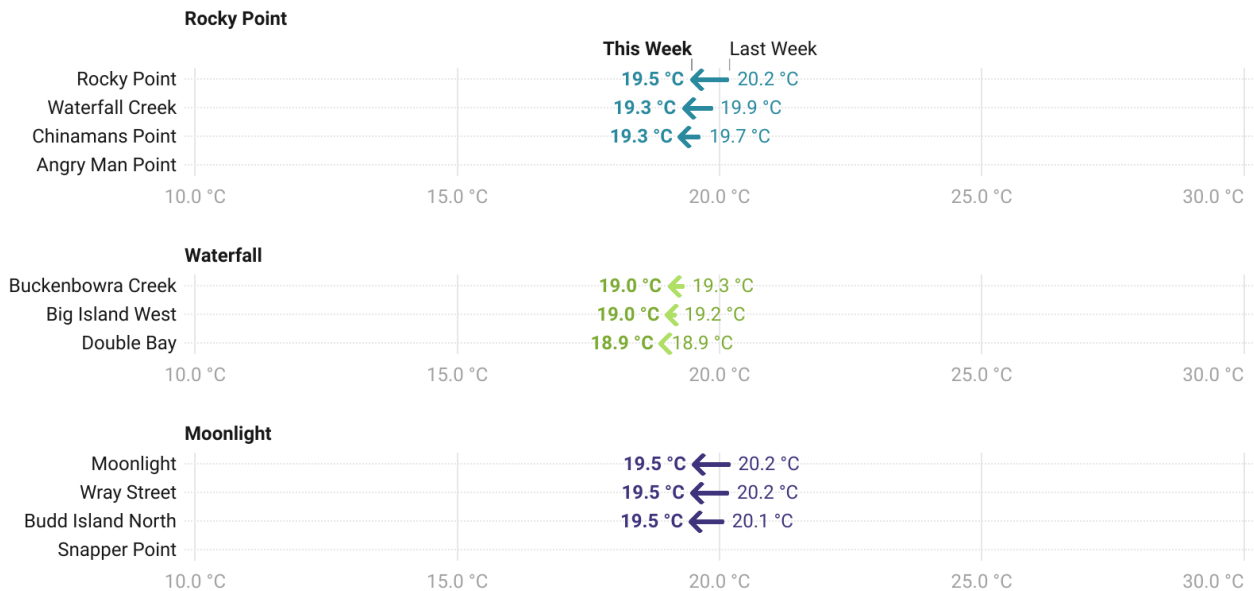 Rocky Point
This Week Last Week
Rocky Point 19.5 °C 20.2 °C
Waterfall Creek 19.3 °C 19.9 °C
Chinamans Point 19.3 °C 19.7 °C
Angry Man Point
10.0 °C 15.0 °C 20.0 °C 25.0 °C 30.0 °C
Waterfall
Buckenbowra Creek 19.0 °C 19.3 °C
Big Island West 19.0 °C 19.2 °C
Double Bay 18.9 °C 18.9 °C
10.0 °C 15.0 °C 20.0 °C 25.0 °C 30.0 °C
Moonlight
Moonlight 19.5 °C 20.2 °C
Wray Street 19.5 °C 20.2 °C
Budd Island North 19.5 °C 20.1 °C
Snapper Point
10.0 °C 15.0 °C 20.0 °C 25.0 °C 30.0 °C